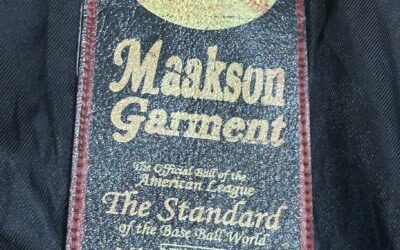 Maakson
Garment
The Official Ball of the
American League
The Standard
of the Base Ball World